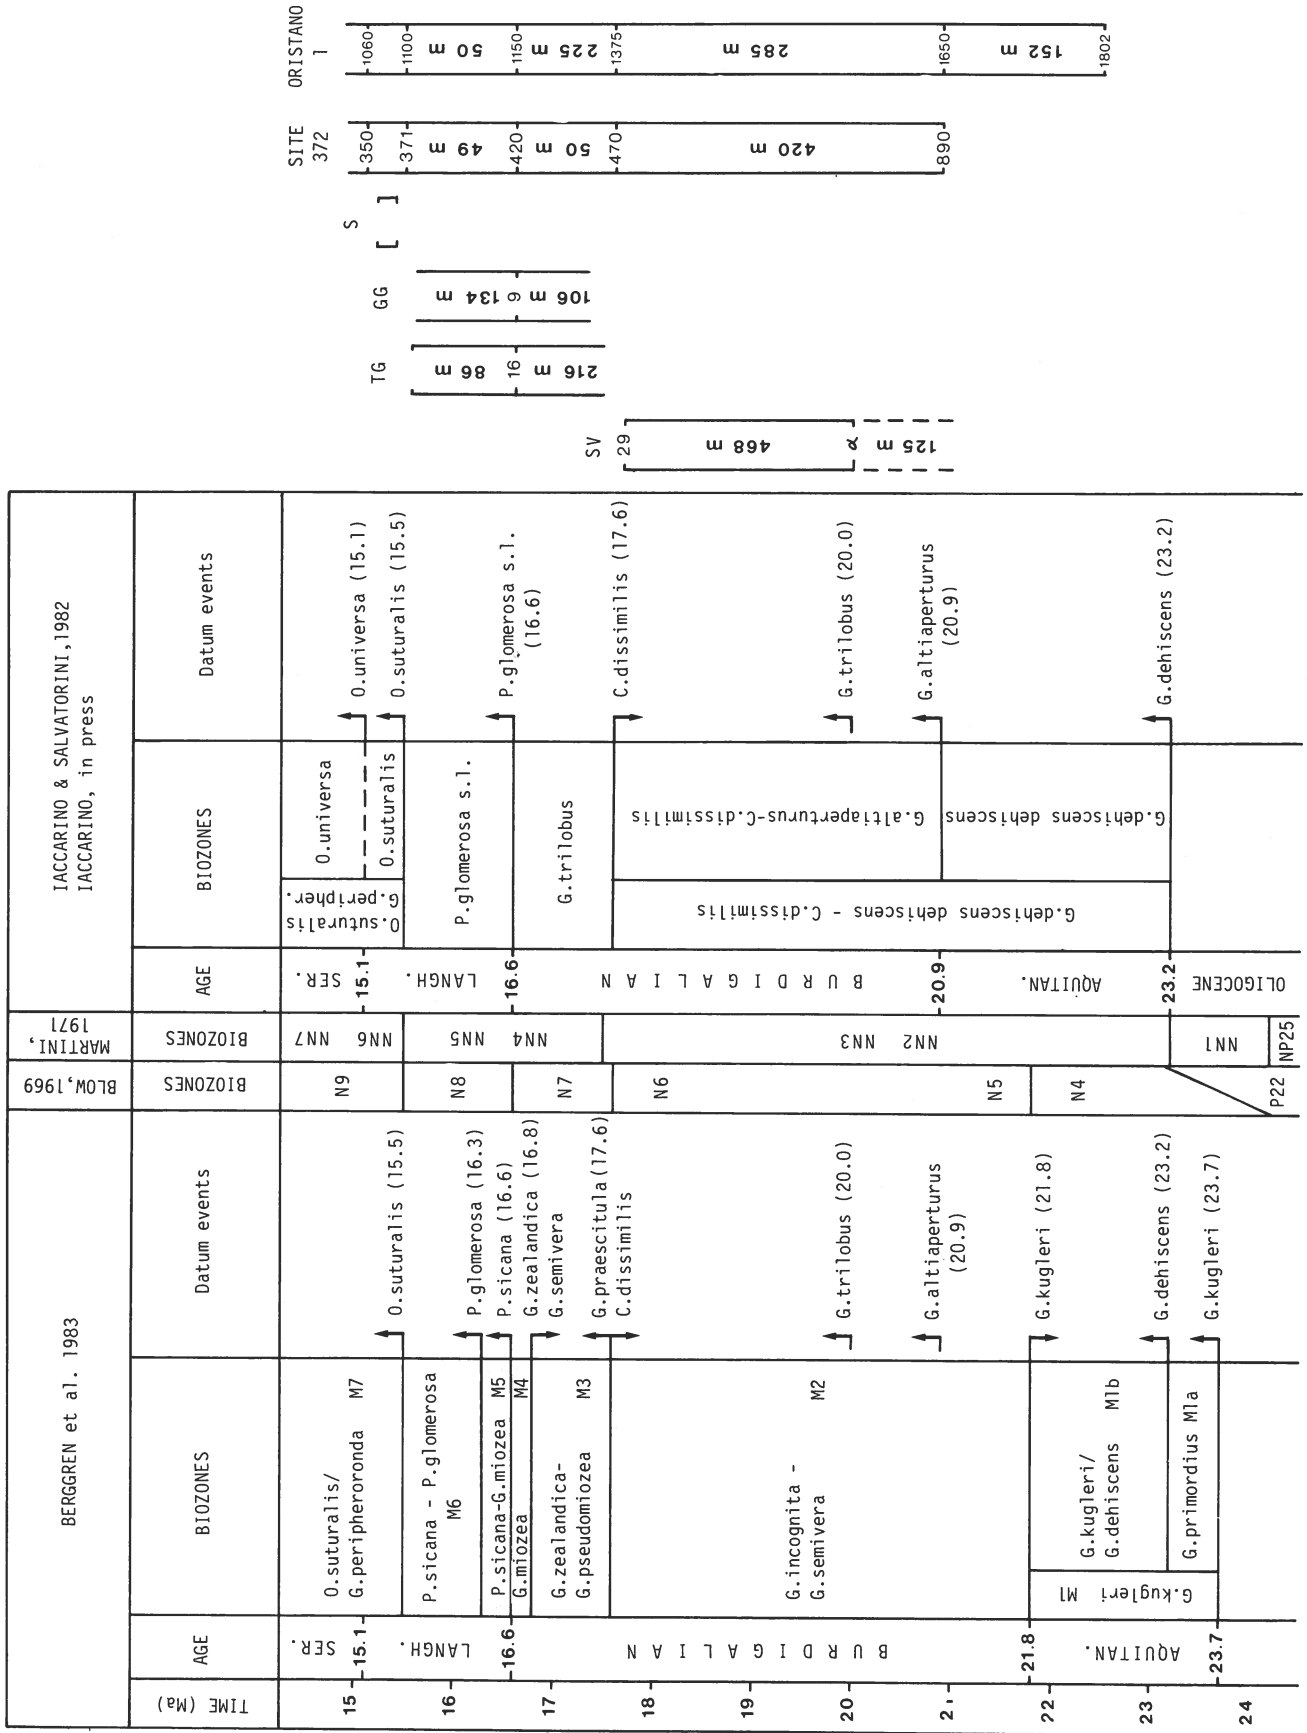 BERGGREN et al. 1983
BLOW,1969
MARTINI,
1971
IACCARINO & SALVATORINI,1982
IACCARINO, in press
TIME (Ma)
AGE
BIOZONES
Datum events
BIOZONES
BIOZONES
AGE
BIOZONES
Datum events
15
16
17
18
19
20
2.
22
23
24
SER.
15.1
LANGH.
16.6
BURDIGALIAN
21.8
AQUITAN.
23.7
O.suturalis/
G.peripheroronda M7
P.sicana - P.glomerosa
M6
P.sicana-G.miozea M5
G.miozea M4
G.zealandica-
G.pseudomiozea M3
G.incognita -
G.semivera M2
G.kugleri/
G.dehiscens M1b
G.primordius M1a
G.kugleri M1
O.suturalis (15.5)
P.glomerosa (16.3)
P.sicana (16.6)
G.zealandica (16.8)
G.semivera
G.praescitula(17.6)
C.dissimilis
G.trilobus (20.0)
G.altiaperturus
(20.9)
G.kugleri (21.8)
G.dehiscens (23.2)
G.kugleri (23.7)
N9
N8
N7
N6
N5
N4
P22
NN7 NN6
NN5 NN4
NN3 NN2
NN1
NP25
SER.
15.1
LANGH.
16.6
BURDIGALIAN
20.9
AQUITAN.
23.2
OLIGOCENE
O.suturalis
G.peripher.
O.universa
O.suturalis
P.glomerosa s.l.
G.trilobus
G.dehiscens dehiscens - C.dissimilis
G.altiaperturus-C.dissimilis
G.dehiscens dehiscens
O.universa (15.1)
O.suturalis (15.5)
P.glomerosa s.l.
(16.6)
C.dissimilis (17.6)
G.trilobus (20.0)
G.altiaperturus
(20.9)
G.dehiscens (23.2)
SV
29
468 m
α
125 m
TG
86 m
16
216 m
GG
134 m
9
106 m
S
SITE
372
350
371
49 m
420
50 m
470
420 m
890
ORISTANO
1
1060
1100
50 m
1150
225 m
1375
285 m
1650
152 m
1802